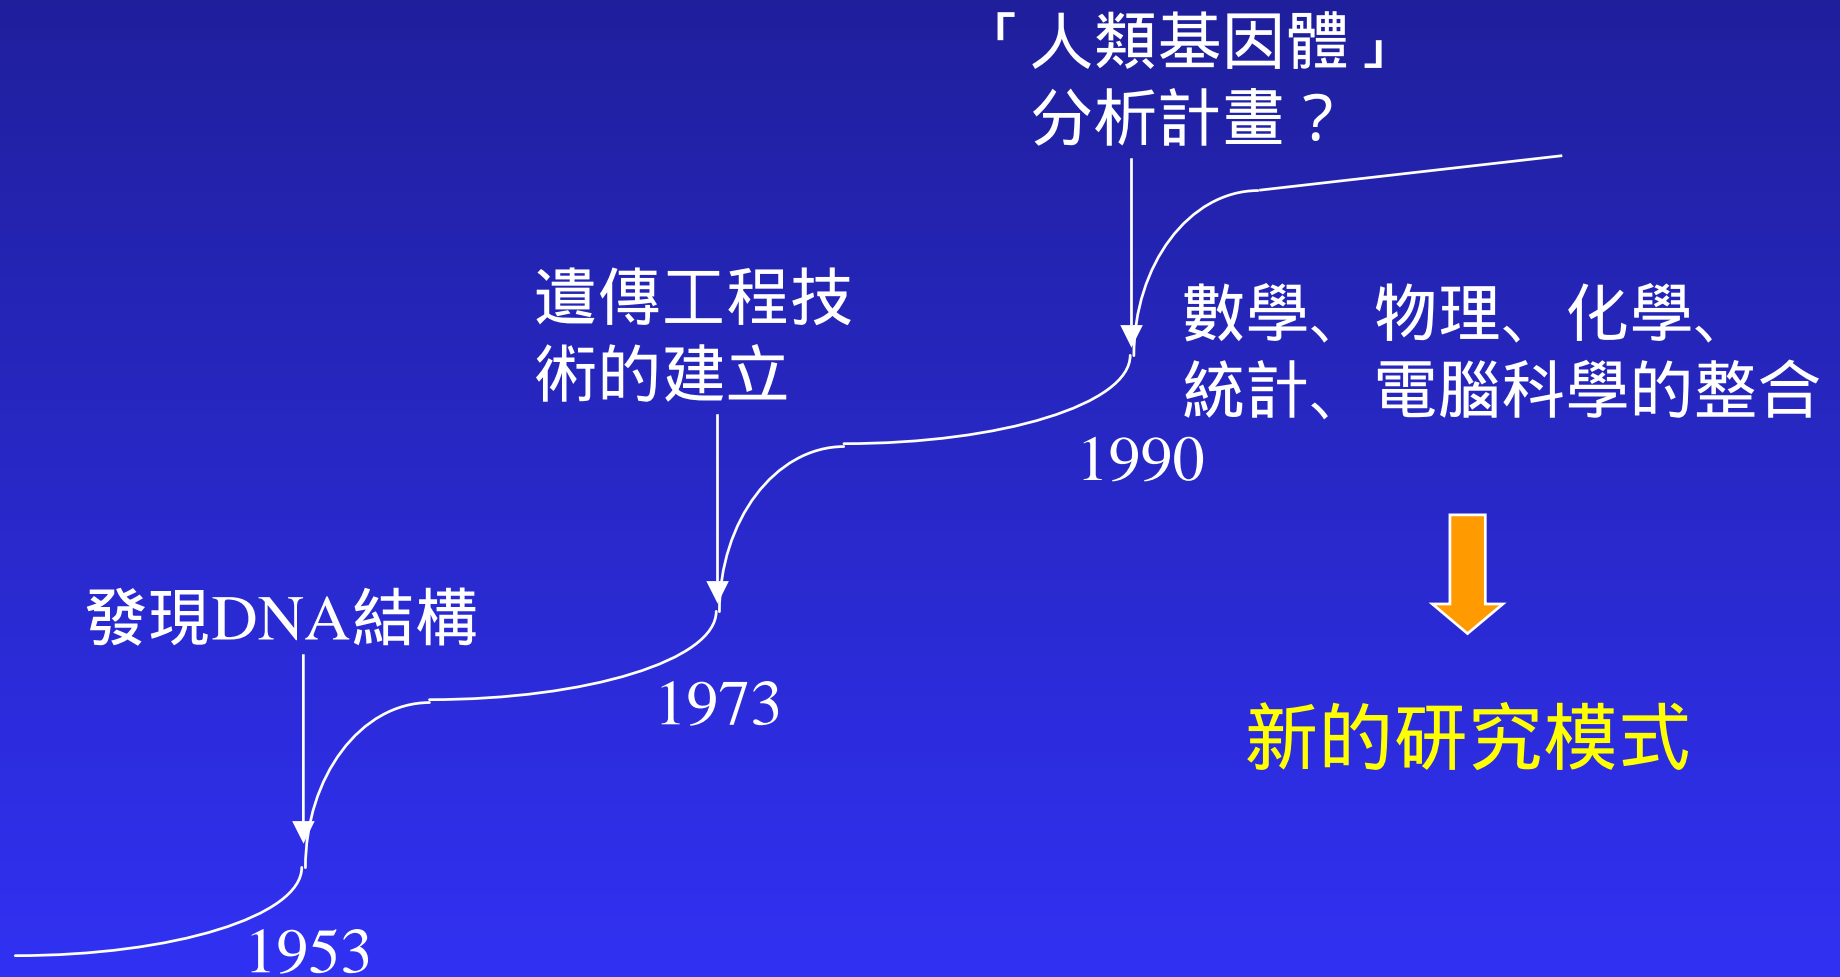 「人類基因體」
分析計畫？
遺傳工程技
術的建立
數學、物理、化學、
統計、電腦科學的整合
1990
發現DNA結構
1973
新的研究模式
1953